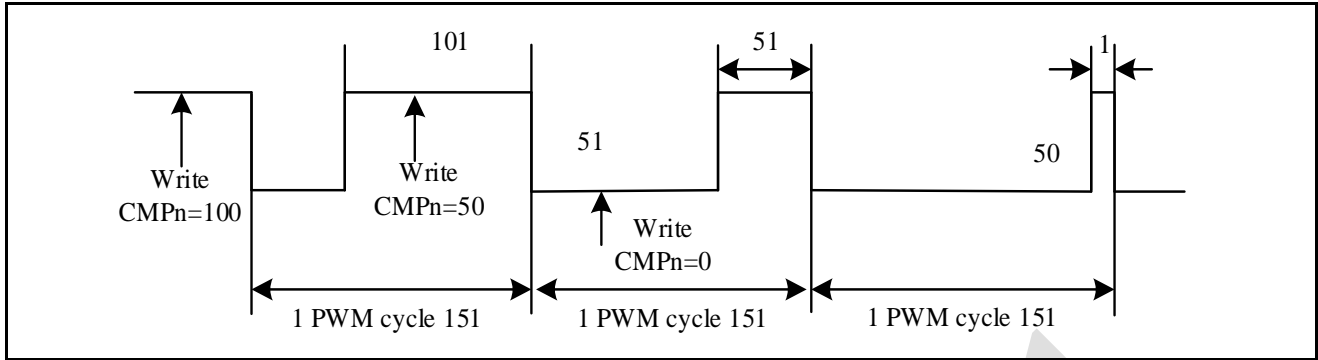 101
51
1
51
50
Write
CMPn=100
Write
CMPn=50
Write
CMPn=0
1 PWM cycle 151
1 PWM cycle 151
1 PWM cycle 151